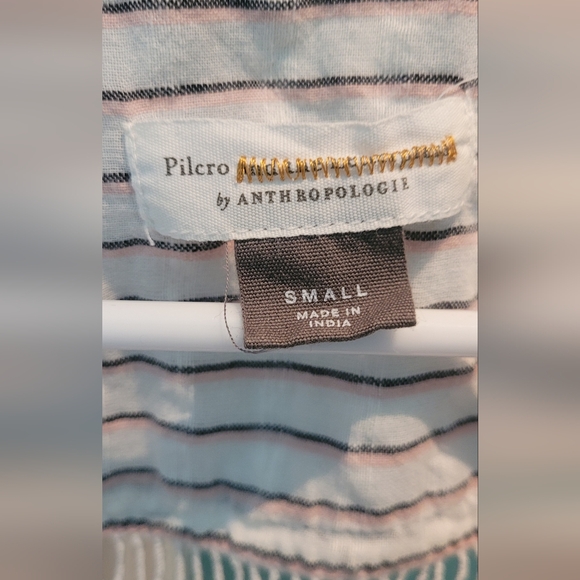 Pilcro
by ANTHROPOLOGIE
SMALL
MADE IN
INDIA